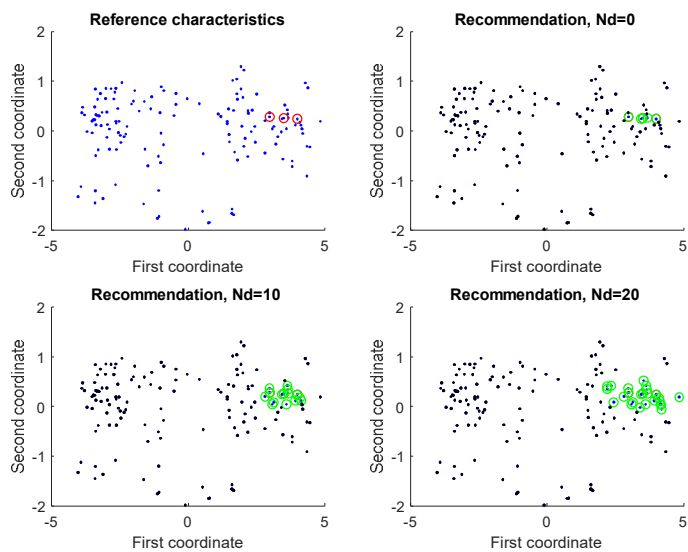 Reference characteristics
2
1
0
-1
-2
Second coordinate
-5
0
5
First coordinate
Recommendation, Nd=0
2
1
0
-1
-2
Second coordinate
-5
0
5
First coordinate
Recommendation, Nd=10
2
1
0
-1
-2
Second coordinate
-5
0
5
First coordinate
Recommendation, Nd=20
2
1
0
-1
-2
Second coordinate
-5
0
5
First coordinate